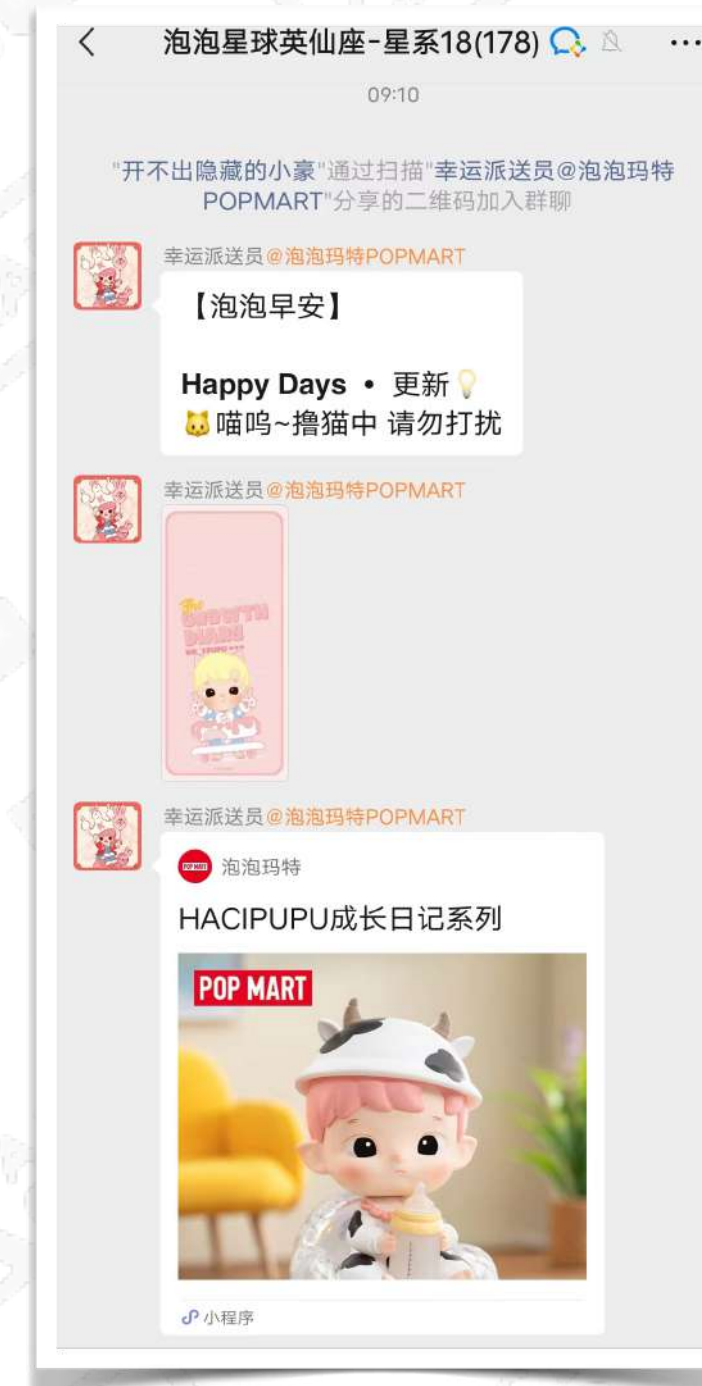 泡泡星球英仙座-星系18(178)
09:10
"开不出隐藏的小豪"通过扫描"幸运派送员@泡泡玛特
POPMART"分享的二维码加入群聊
幸运派送员@泡泡玛特POPMART
【泡泡早安】
Happy Days • 更新💡
🐱喵呜~撸猫中 请勿打扰
幸运派送员@泡泡玛特POPMART
The
GROWTH
DIARY
幸运派送员@泡泡玛特POPMART
POP MART 泡泡玛特
HACIPUPU成长日记系列
POP MART
小程序